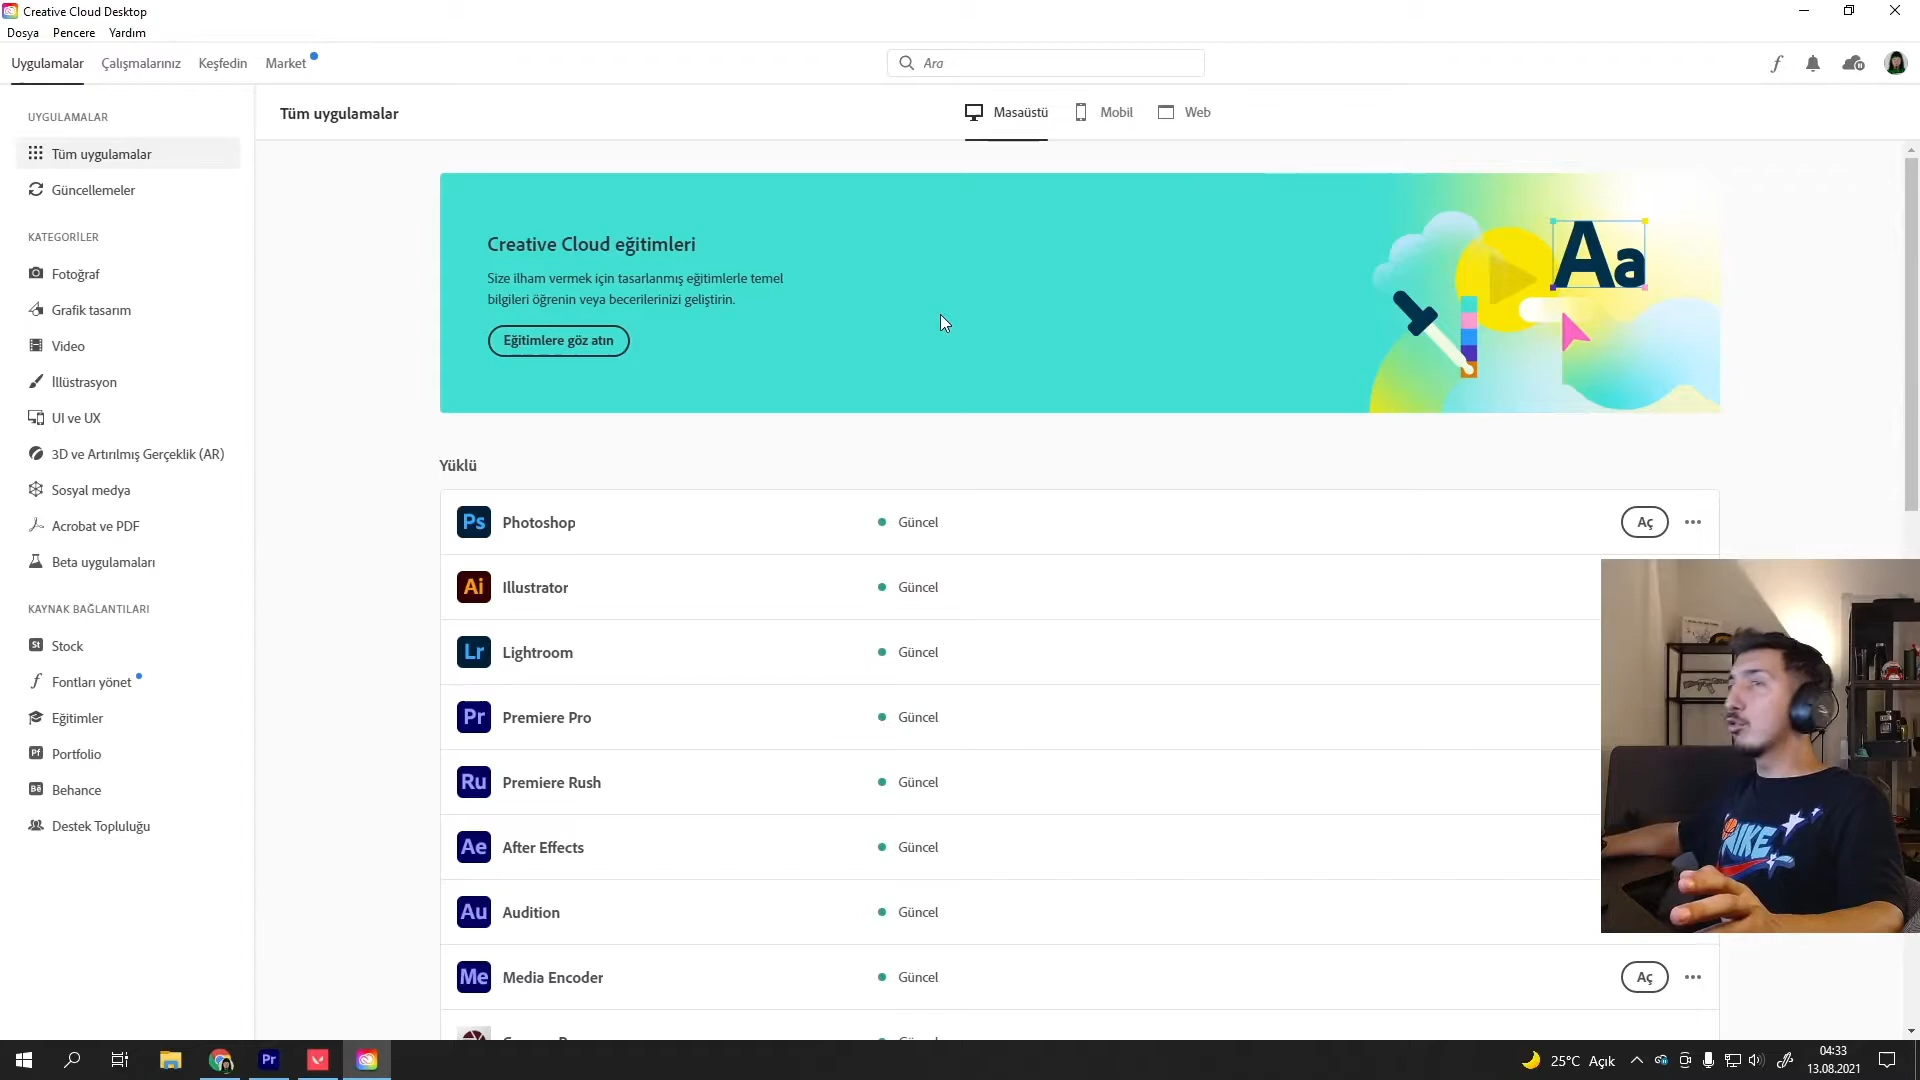 Creative Cloud Desktop
Dosya Pencere Yardım
Uygulamalar Çalışmalarınız Keşfedin Market
Ara
UYGULAMALAR
Tüm uygulamalar
Güncellemeler
KATEGORİLER
Fotoğraf
Grafik tasarım
Video
İllüstrasyon
UI ve UX
3D ve Artırılmış Gerçeklik (AR)
Sosyal medya
Acrobat ve PDF
Beta uygulamaları
KAYNAK BAĞLANTILARI
St Stock
Fontları yönet
Eğitimler
Pf Portfolio
Bē Behance
Destek Topluluğu
Tüm uygulamalar
Masaüstü Mobil Web
Creative Cloud eğitimleri
Size ilham vermek için tasarlanmış eğitimlerle temel
bilgileri öğrenin veya becerilerinizi geliştirin.
Eğitimlere göz atın
Aa
Yüklü
Ps Photoshop Güncel Aç
Ai Illustrator Güncel
Lr Lightroom Güncel
Pr Premiere Pro Güncel
Ru Premiere Rush Güncel
Ae After Effects Güncel
Au Audition Güncel
Me Media Encoder Güncel Aç
NIKE
Pr
25°C Açık
04:33
13.08.2021